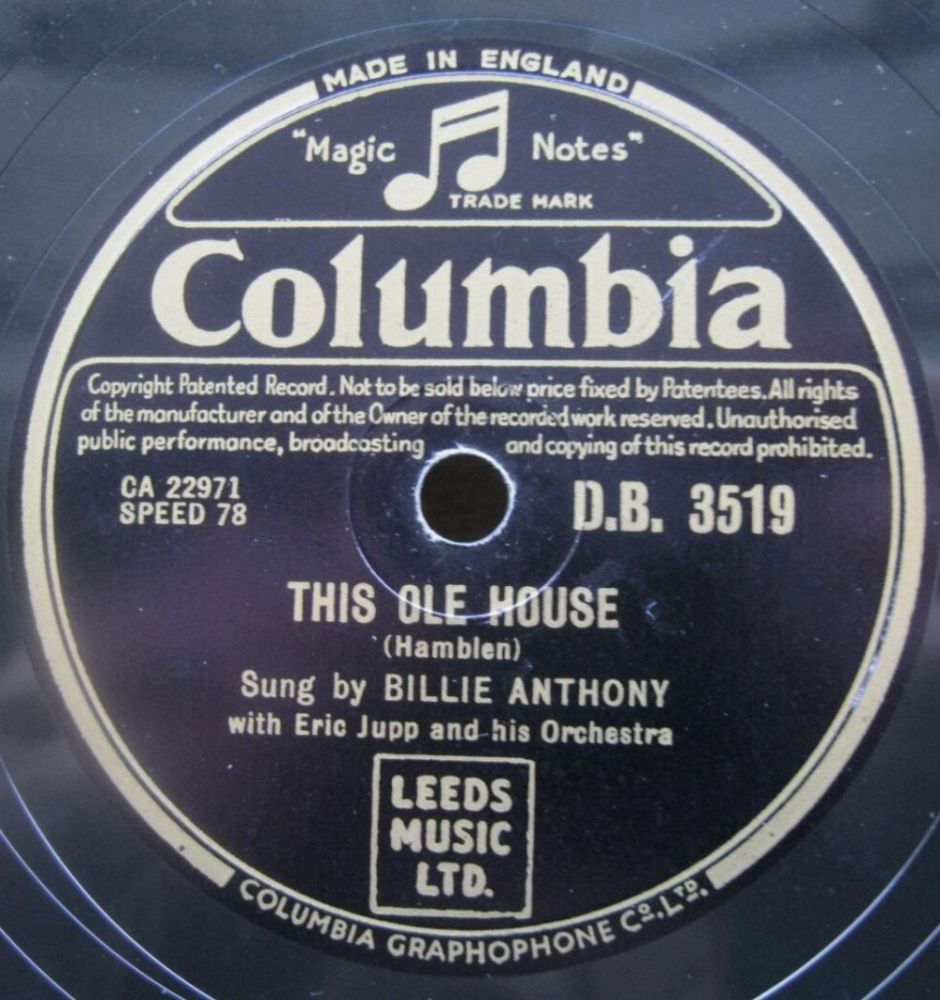 MADE IN ENGLAND
"Magic Notes"
TRADE MARK
Columbia
Copyright Patented Record. Not to be sold below price fixed by Patentees. All rights
of the manufacturer and of the Owner of the recorded work reserved. Unauthorised
public performance, broadcasting and copying of this record prohibited.
CA 22971
SPEED 78
D.B. 3519
THIS OLE HOUSE
(Hamblen)
Sung by BILLIE ANTHONY
with Eric Jupp and his Orchestra
LEEDS
MUSIC
LTD.
COLUMBIA GRAPHOPHONE Co. LTD.